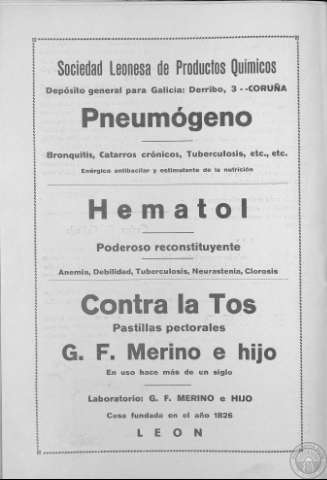 Sociedad Leonesa de Productos Químicos
Depósito general para Galicia: Derribo, 3 - -CORUÑA
Pneumógeno
Bronquitis, Catarros crónicos, Tuberculosis, etc., etc.
Enérgico antibacilar y estimulante de la nutrición
Hematol
Poderoso reconstituyente
Anemia, Debilidad, Tuberculosis, Neurastenia, Clorosis
Contra la Tos
Pastillas pectorales
G. F. Merino e hijo
En uso hace más de un siglo
Laboratorio: G. F. MERINO e HIJO
Casa fundada en el año 1826
LEON